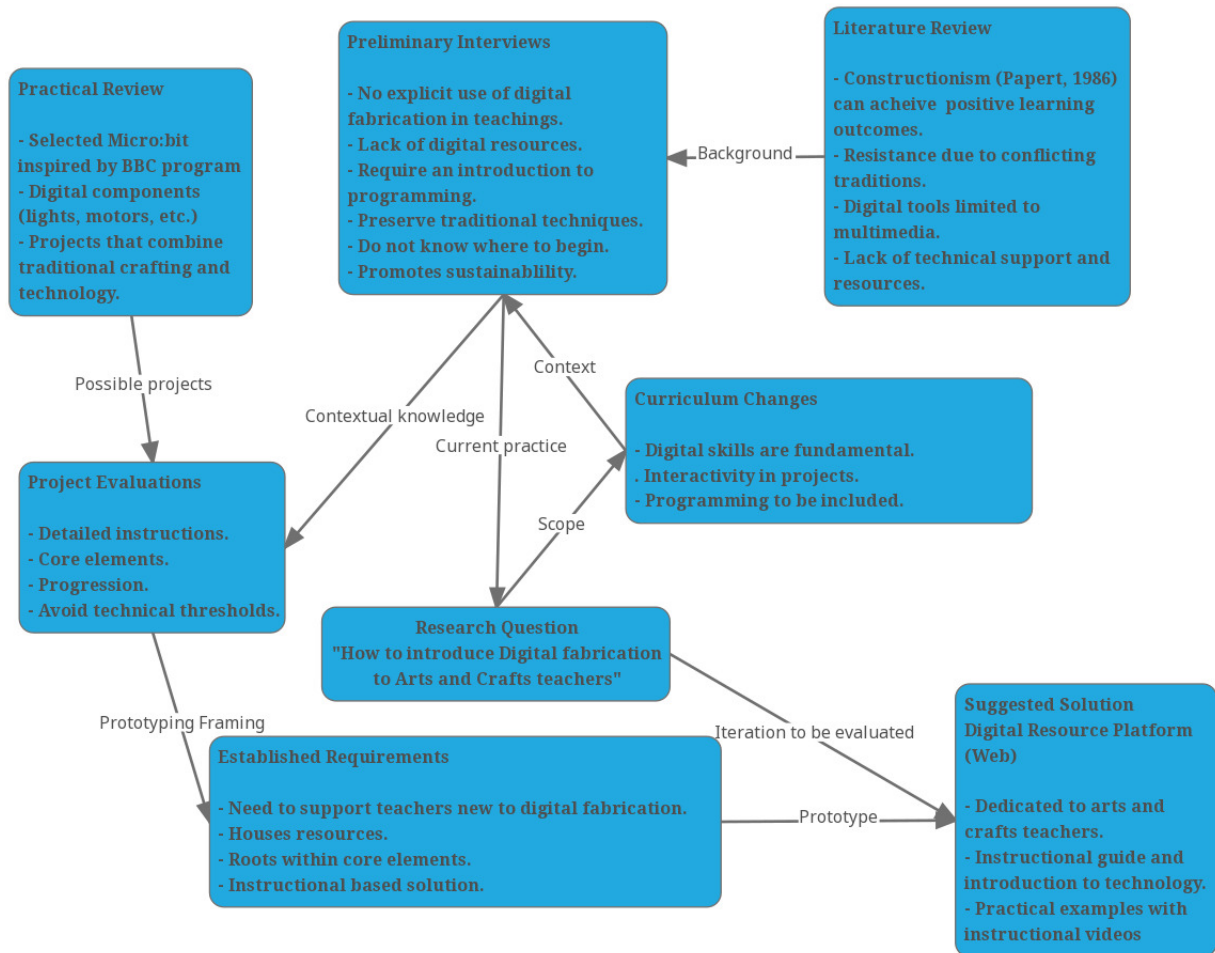 Preliminary Interviews
- No explicit use of digital
fabrication in teachings.
- Lack of digital resources.
- Require an introduction to
programming.
- Preserve traditional techniques.
- Do not know where to begin.
- Promotes sustainablility.
Literature Review
- Constructionism (Papert, 1986)
can acheive  positive learning
outcomes.
- Resistance due to conflicting
traditions.
- Digital tools limited to
multimedia.
- Lack of technical support and
resources.
Practical Review
- Selected Micro:bit
inspired by BBC program
- Digital components
(lights, motors, etc.)
- Projects that combine
traditional crafting and
technology.
Background
Possible projects
Contextual knowledge
Current practice
Context
Scope
Curriculum Changes
- Digital skills are fundamental.
. Interactivity in projects.
- Programming to be included.
Project Evaluations
- Detailed instructions.
- Core elements.
- Progression.
- Avoid technical thresholds.
Research Question
"How to introduce Digital fabrication
to Arts and Crafts teachers"
Prototyping Framing
Iteration to be evaluated
Established Requirements
- Need to support teachers new to digital fabrication.
- Houses resources.
- Roots within core elements.
- Instructional based solution.
Prototype
Suggested Solution
Digital Resource Platform
(Web)
- Dedicated to arts and
crafts teachers.
- Instructional guide and
introduction to technology.
- Practical examples with
instructional videos